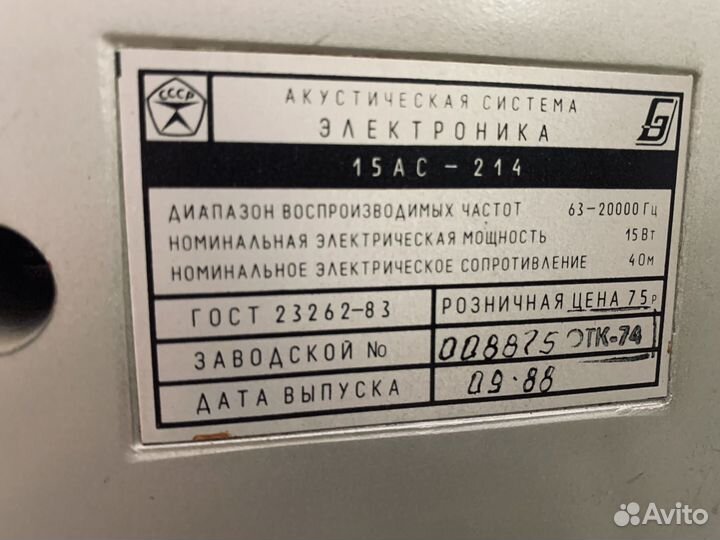 СССР
АКУСТИЧЕСКАЯ СИСТЕМА
ЭЛЕКТРОНИКА
15АС-214
ДИАПАЗОН ВОСПРОИЗВОДИМЫХ ЧАСТОТ 63-20000 Гц
НОМИНАЛЬНАЯ ЭЛЕКТРИЧЕСКАЯ МОЩНОСТЬ 15 Вт
НОМИНАЛЬНОЕ ЭЛЕКТРИЧЕСКОЕ СОПРОТИВЛЕНИЕ 4 Ом
ГОСТ 23262-83 РОЗНИЧНАЯ ЦЕНА 75 р
ЗАВОДСКОЙ № 008825 ОТК-74
ДАТА ВЫПУСКА 09·88
Avito